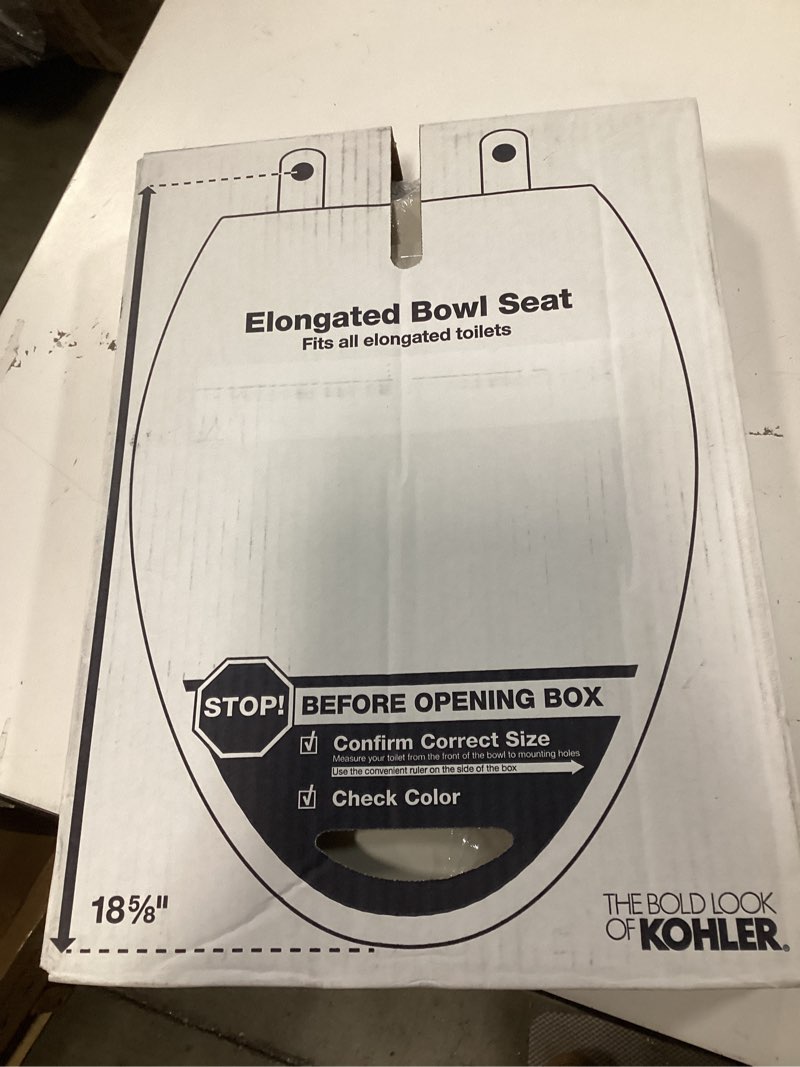 Elongated Bowl Seat
Fits all elongated toilets
STOP! BEFORE OPENING BOX
Confirm Correct Size
Measure your toilet from the front of the bowl to mounting holes
Use the convenient ruler on the side of the box
Check Color
18⅝"
THE BOLD LOOK
OF KOHLER.